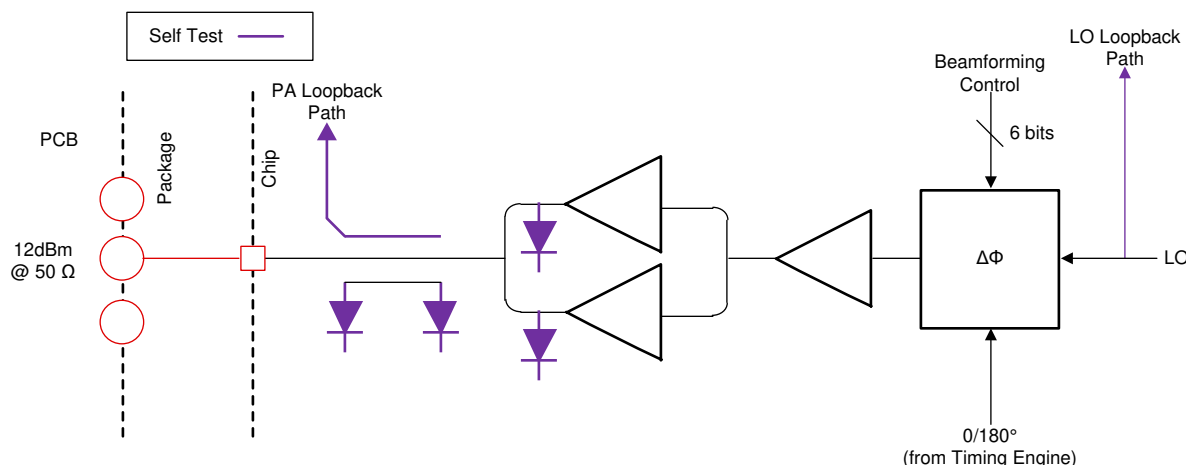 Self Test
PA Loopback
Path
LO Loopback
Path
Beamforming
Control
6 bits
PCB
Package
Chip
12dBm
@ 50 Ω
ΔΦ
LO
0/180°
(from Timing Engine)